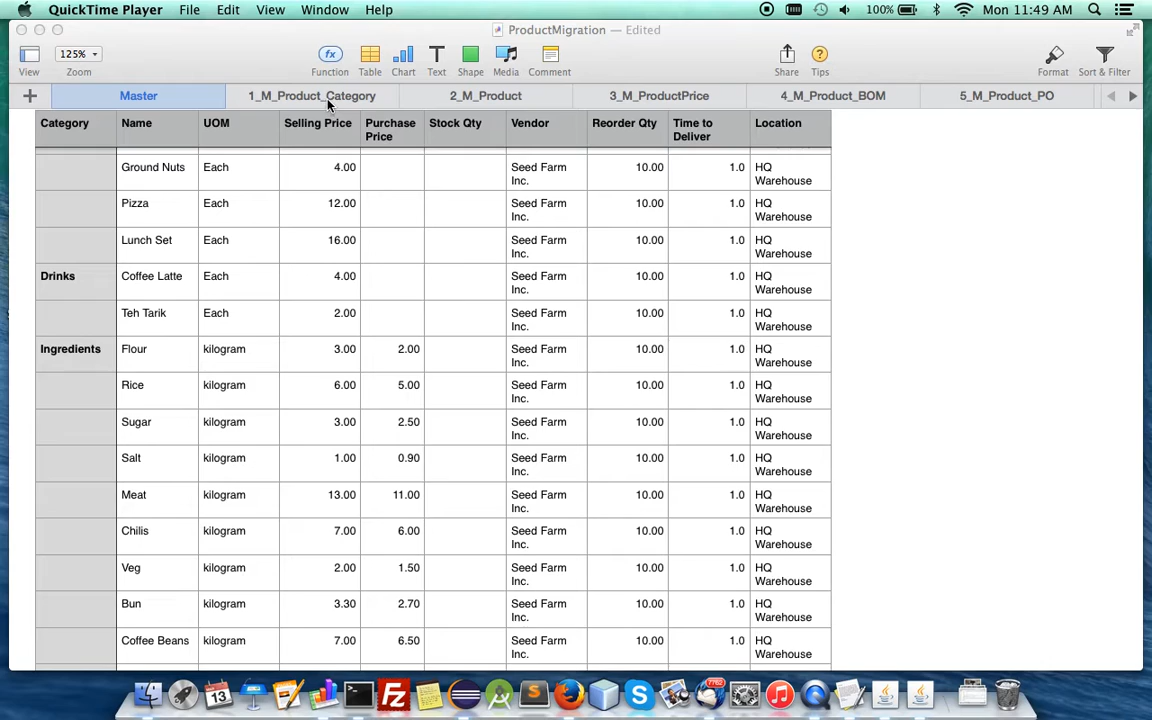 QuickTime Player File Edit View Window Help 100% Mon 11:49 AM
ProductMigration — Edited
125%
fx
View Zoom Function Table Chart Text Shape Media Comment Share Tips Format Sort & Filter
Master 1_M_Product_Category 2_M_Product 3_M_ProductPrice 4_M_Product_BOM 5_M_Product_PO
Category Name UOM Selling Price Purchase Stock Qty Vendor Reorder Qty Time to Location
Price Deliver
Ground Nuts Each 4.00 Seed Farm 10.00 1.0 HQ
Inc. Warehouse
Pizza Each 12.00 Seed Farm 10.00 1.0 HQ
Inc. Warehouse
Lunch Set Each 16.00 Seed Farm 10.00 1.0 HQ
Inc. Warehouse
Drinks Coffee Latte Each 4.00 Seed Farm 10.00 1.0 HQ
Inc. Warehouse
Teh Tarik Each 2.00 Seed Farm 10.00 1.0 HQ
Inc. Warehouse
Ingredients Flour kilogram 3.00 2.00 Seed Farm 10.00 1.0 HQ
Inc. Warehouse
Rice kilogram 6.00 5.00 Seed Farm 10.00 1.0 HQ
Inc. Warehouse
Sugar kilogram 3.00 2.50 Seed Farm 10.00 1.0 HQ
Inc. Warehouse
Salt kilogram 1.00 0.90 Seed Farm 10.00 1.0 HQ
Inc. Warehouse
Meat kilogram 13.00 11.00 Seed Farm 10.00 1.0 HQ
Inc. Warehouse
Chilis kilogram 7.00 6.00 Seed Farm 10.00 1.0 HQ
Inc. Warehouse
Veg kilogram 2.00 1.50 Seed Farm 10.00 1.0 HQ
Inc. Warehouse
Bun kilogram 3.30 2.70 Seed Farm 10.00 1.0 HQ
Inc. Warehouse
Coffee Beans kilogram 7.00 6.50 Seed Farm 10.00 1.0 HQ
Inc. Warehouse
13 Fz S 7762